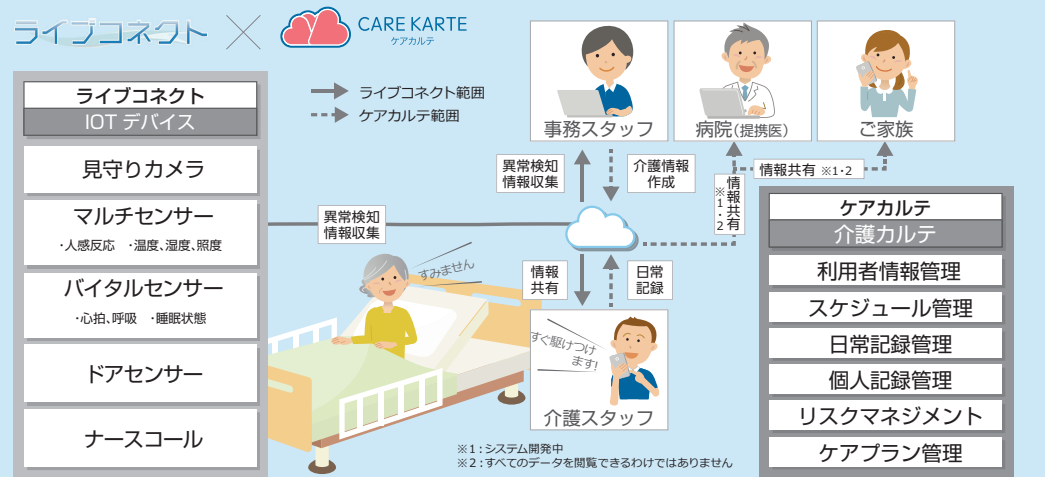 ライブコネクト
CARE KARTE
ケアカルテ
ライブコネクト範囲
ケアカルテ範囲
ライブコネクト
IOT デバイス
見守りカメラ
マルチセンサー
・人感反応 ・温度、湿度、照度
バイタルセンサー
・心拍、呼吸 ・睡眠状態
ドアセンサー
ナースコール
事務スタッフ
病院(提携医)
ご家族
異常検知
情報収集
介護情報
作成
情報共有
※1・2
情報共有 ※1・2
異常検知
情報収集
すみません
情報
共有
日常
記録
すぐ駆けつけ
ます!
介護スタッフ
ケアカルテ
介護カルテ
利用者情報管理
スケジュール管理
日常記録管理
個人記録管理
リスクマネジメント
ケアプラン管理
※1:システム開発中
※2:すべてのデータを閲覧できるわけではありません